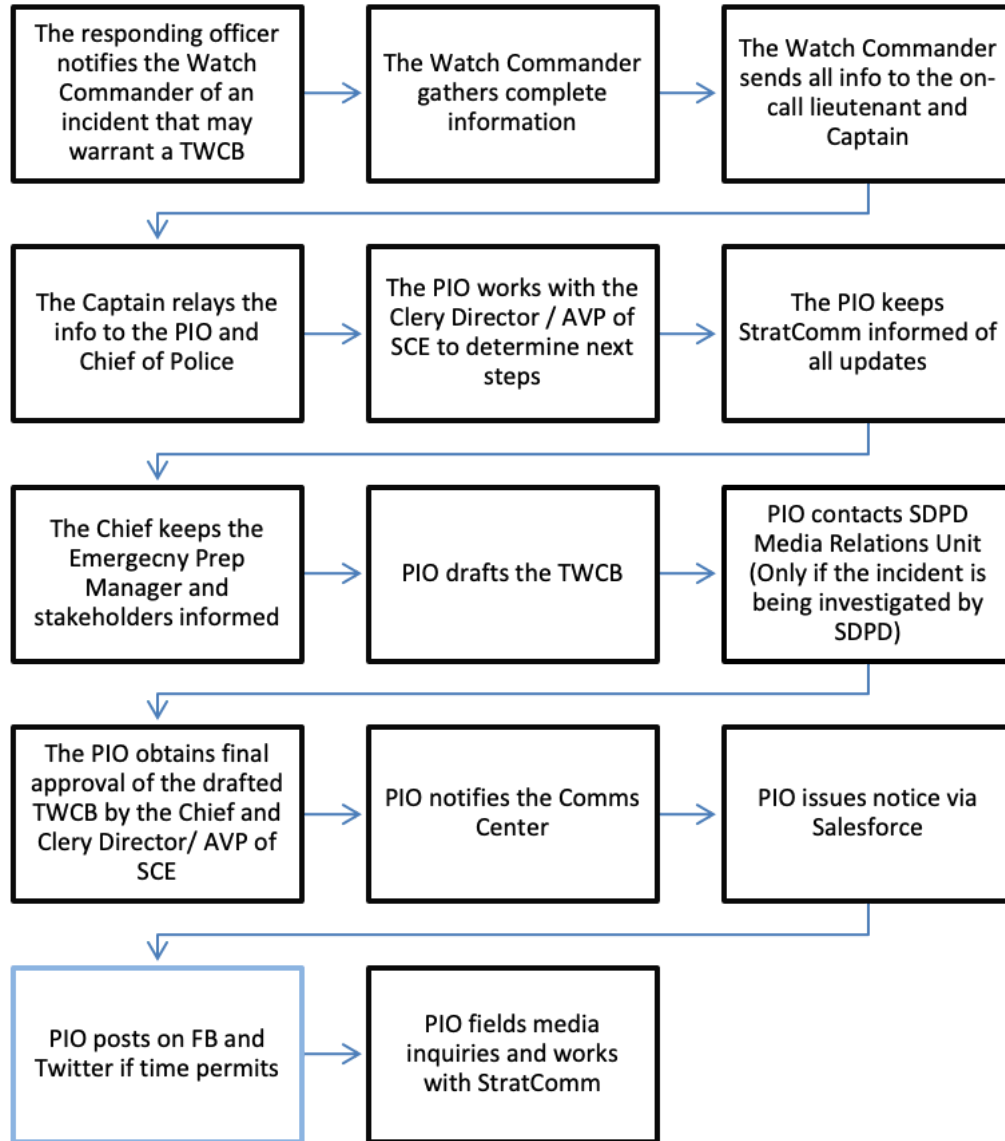 The responding officer
notifies the Watch
Commander of an
incident that may
warrant a TWCB
The Watch Commander
gathers complete
information
The Watch Commander
sends all info to the on-
call lieutenant and
Captain
The Captain relays the
info to the PIO and
Chief of Police
The PIO works with the
Clery Director / AVP of
SCE to determine next
steps
The PIO keeps
StratComm informed of
all updates
The Chief keeps the
Emergecny Prep
Manager and
stakeholders informed
PIO drafts the TWCB
PIO contacts SDPD
Media Relations Unit
(Only if the incident is
being investigated by
SDPD)
The PIO obtains final
approval of the drafted
TWCB by the Chief and
Clery Director/ AVP of
SCE
PIO notifies the Comms
Center
PIO issues notice via
Salesforce
PIO posts on FB and
Twitter if time permits
PIO fields media
inquiries and works
with StratComm